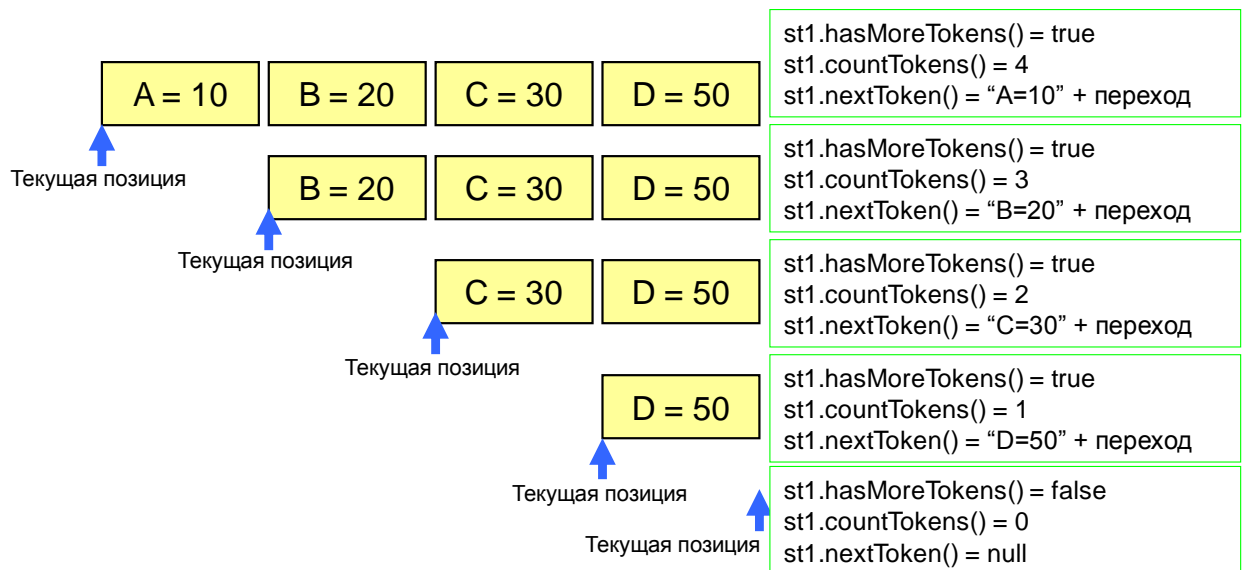 st1.hasMoreTokens() = true
st1.countTokens() = 4
st1.nextToken() = “A=10” + переход
A = 10
B = 20
C = 30
D = 50
Текущая позиция
st1.hasMoreTokens() = true
st1.countTokens() = 3
st1.nextToken() = “B=20” + переход
B = 20
C = 30
D = 50
Текущая позиция
st1.hasMoreTokens() = true
st1.countTokens() = 2
st1.nextToken() = “C=30” + переход
C = 30
D = 50
Текущая позиция
st1.hasMoreTokens() = true
st1.countTokens() = 1
st1.nextToken() = “D=50” + переход
D = 50
Текущая позиция
st1.hasMoreTokens() = false
st1.countTokens() = 0
st1.nextToken() = null
Текущая позиция